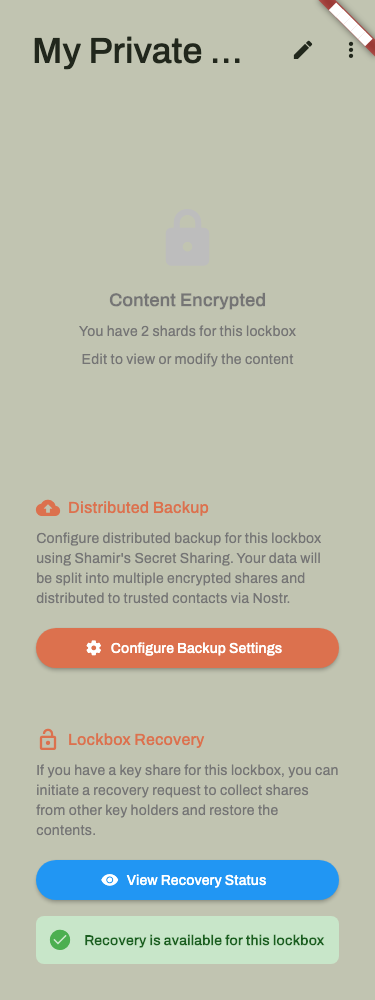 My Private ...
Content Encrypted
You have 2 shards for this lockbox
Edit to view or modify the content
Distributed Backup
Configure distributed backup for this lockbox
using Shamir's Secret Sharing. Your data will
be split into multiple encrypted shares and
distributed to trusted contacts via Nostr.
Configure Backup Settings
Lockbox Recovery
If you have a key share for this lockbox, you can
initiate a recovery request to collect shares
from other key holders and restore the
contents.
View Recovery Status
Recovery is available for this lockbox